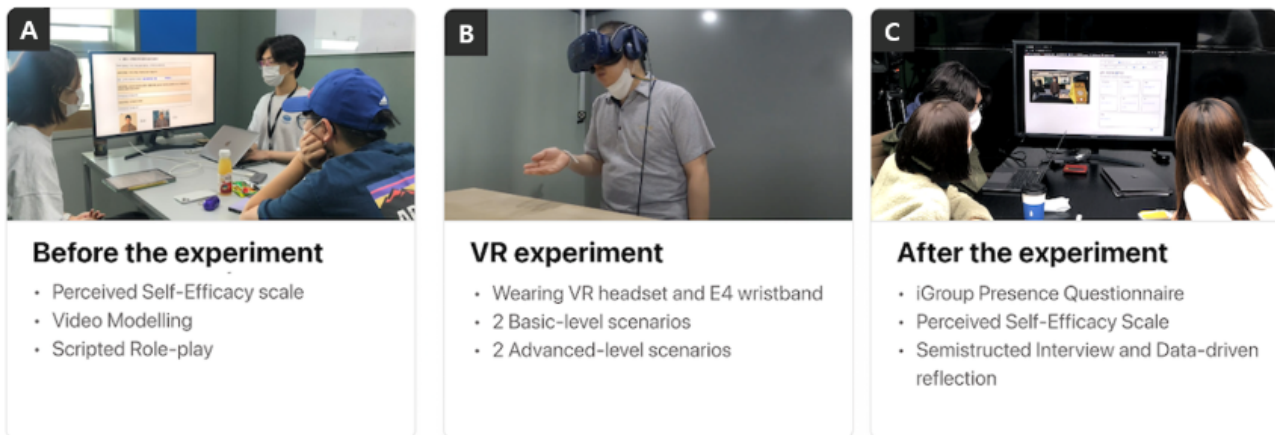 A
B
C
Before the experiment
• Perceived Self-Efficacy scale
• Video Modelling
• Scripted Role-play
VR experiment
• Wearing VR headset and E4 wristband
• 2 Basic-level scenarios
• 2 Advanced-level scenarios
After the experiment
• iGroup Presence Questionnaire
• Perceived Self-Efficacy Scale
• Semistructed Interview and Data-driven
reflection